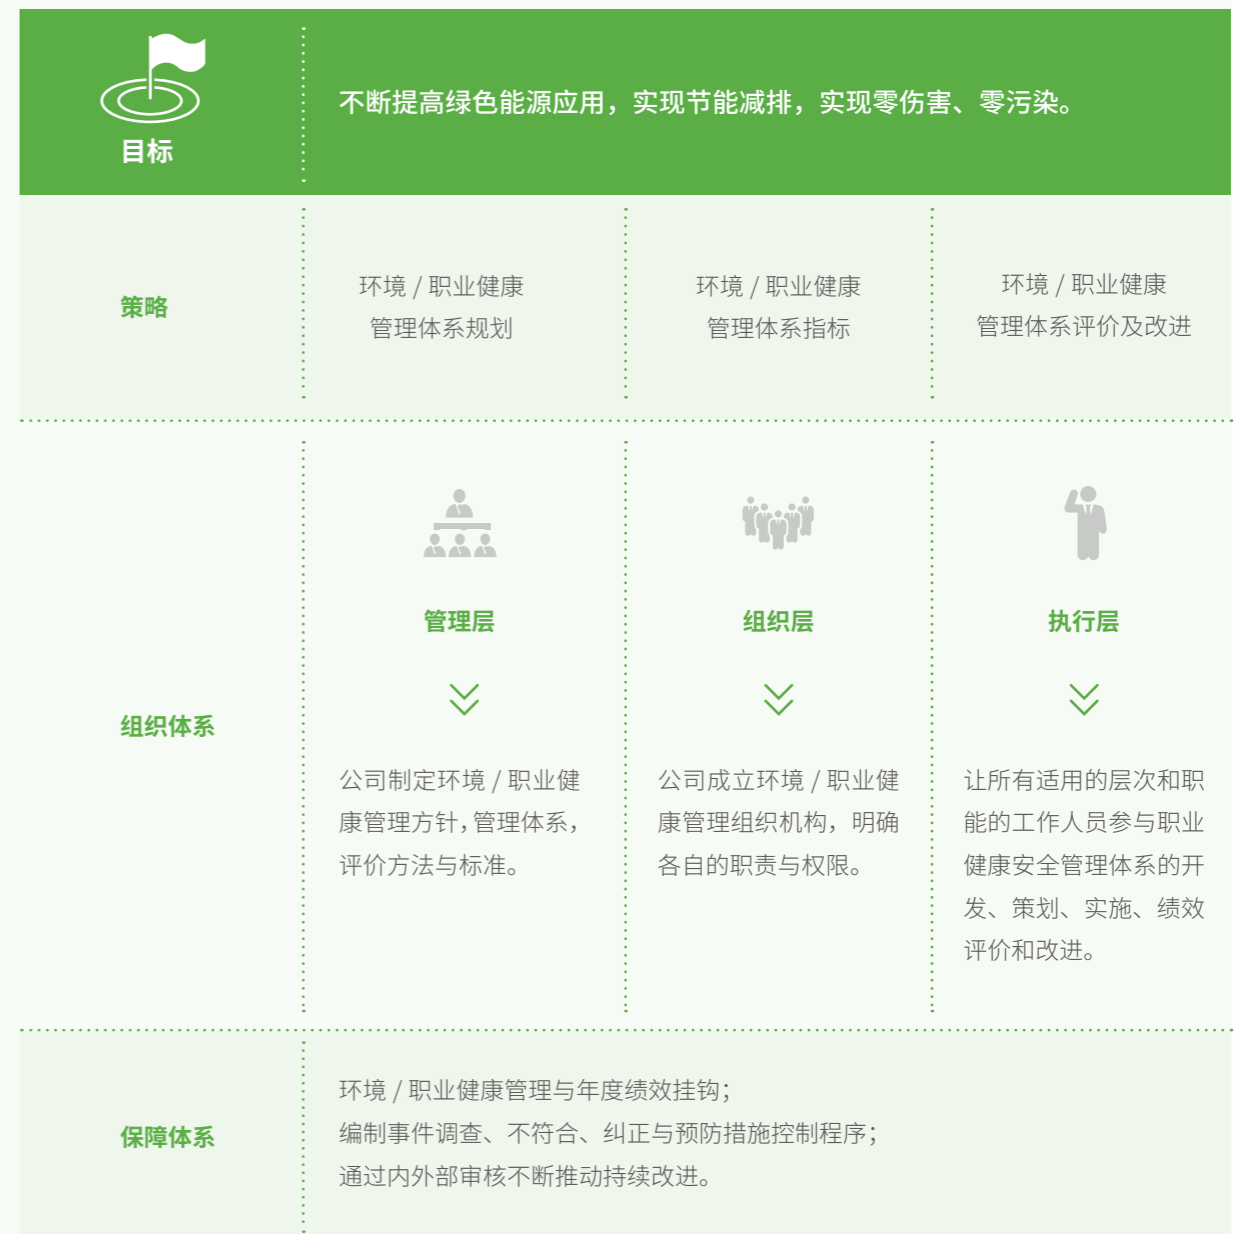 目标
不断提高绿色能源应用，实现节能减排，实现零伤害、零污染。
策略
环境 / 职业健康
管理体系规划
环境 / 职业健康
管理体系指标
环境 / 职业健康
管理体系评价及改进
组织体系
管理层
公司制定环境 / 职业健
康管理方针，管理体系，
评价方法与标准。
组织层
公司成立环境 / 职业健
康管理组织机构，明确
各自的职责与权限。
执行层
让所有适用的层次和职
能的工作人员参与职业
健康安全管理体系的开
发、策划、实施、绩效
评价和改进。
保障体系
环境 / 职业健康管理与年度绩效挂钩；
编制事件调查、不符合、纠正与预防措施控制程序；
通过内外部审核不断推动持续改进。